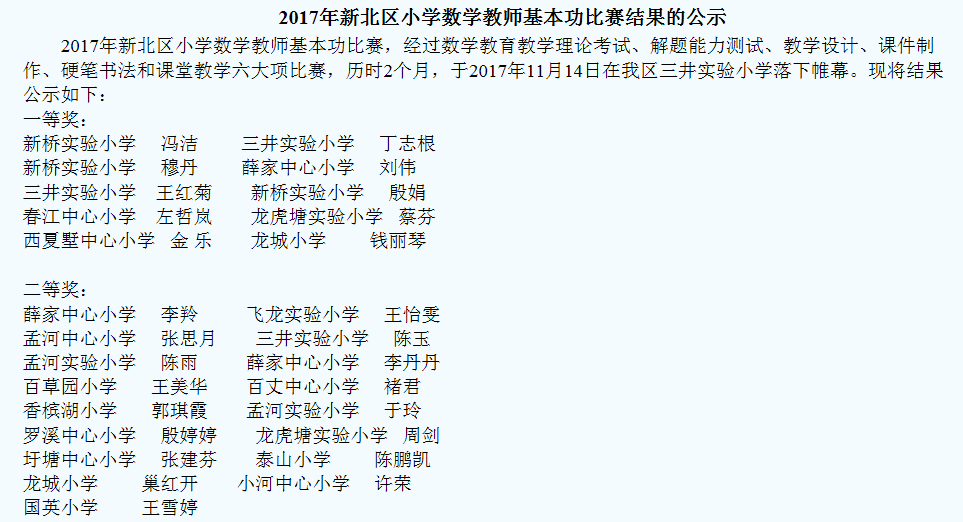 2017年新北区小学数学教师基本功比赛结果的公示
2017年新北区小学数学教师基本功比赛，经过数学教育教学理论考试、解题能力测试、教学设计、课件制
作、硬笔书法和课堂教学六大项比赛，历时2个月，于2017年11月14日在我区三井实验小学落下帷幕。现将结果
公示如下：
一等奖：
新桥实验小学 冯洁 三井实验小学 丁志根
新桥实验小学 穆丹 薛家中心小学 刘伟
三井实验小学 王红菊 新桥实验小学 殷娟
春江中心小学 左哲岚 龙虎塘实验小学 蔡芬
西夏墅中心小学 金 乐 龙城小学 钱丽琴
二等奖：
薛家中心小学 李羚 飞龙实验小学 王怡雯
孟河中心小学 张思月 三井实验小学 陈玉
孟河实验小学 陈雨 薛家中心小学 李丹丹
百草园小学 王美华 百丈中心小学 褚君
香槟湖小学 郭琪霞 孟河实验小学 于玲
罗溪中心小学 殷婷婷 龙虎塘实验小学 周剑
圩塘中心小学 张建芬 泰山小学 陈鹏凯
龙城小学 巢红开 小河中心小学 许荣
国英小学 王雪婷